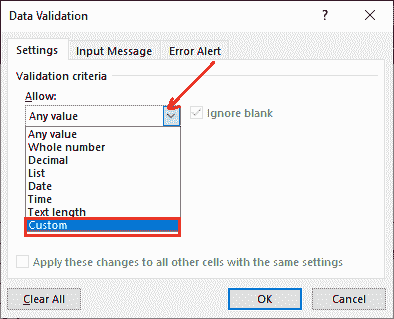 Data Validation ? ×
Settings Input Message Error Alert
Validation criteria
Allow:
Any value Ignore blank
Any value
Whole number
Decimal
List
Date
Time
Text length
Custom
Apply these changes to all other cells with the same settings
Clear All OK Cancel